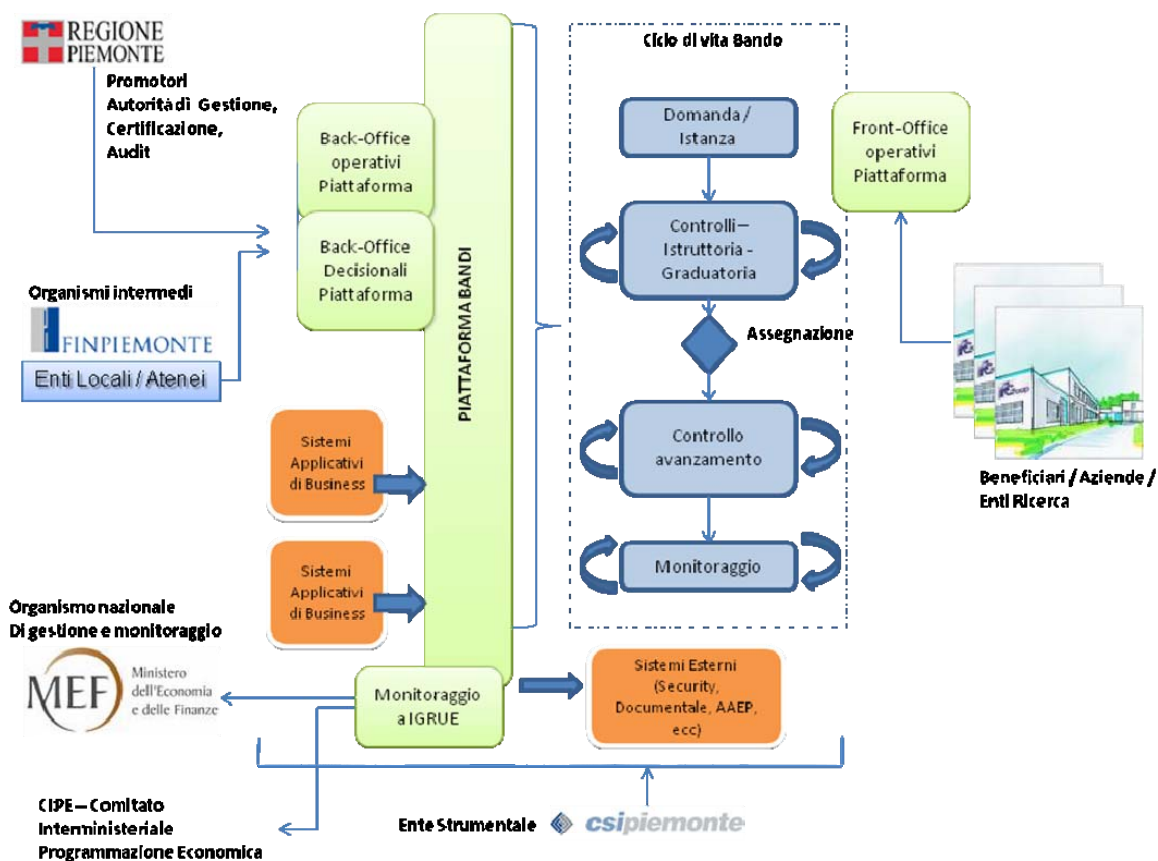 REGIONE
PIEMONTE
Promotori
Autorità di Gestione,
Certificazione,
Audit
Back-Office
operativi
Piattaforma
Back-Office
Decisionali
Piattaforma
Organismi intermedi
FINPIEMONTE
Enti Locali / Atenei
PIATTAFORMA BANDI
Sistemi
Applicativi
di Business
Sistemi
Applicativi
di Business
Organismo nazionale
Di gestione e monitoraggio
MEF
Ministero
dell'Economia
e delle Finanze
Monitoraggio
a IGRUE
CIPE – Comitato
Interministeriale
Programmazione Economica
Ciclo di vita Bando
Domanda /
Istanza
Controlli –
Istruttoria -
Graduatoria
Assegnazione
Controllo
avanzamento
Monitoraggio
Sistemi Esterni
(Security,
Documentale, AAEP,
ecc)
Ente Strumentale
csipiemonte
Front-Office
operativi
Piattaforma
Beneficiari / Aziende /
Enti Ricerca